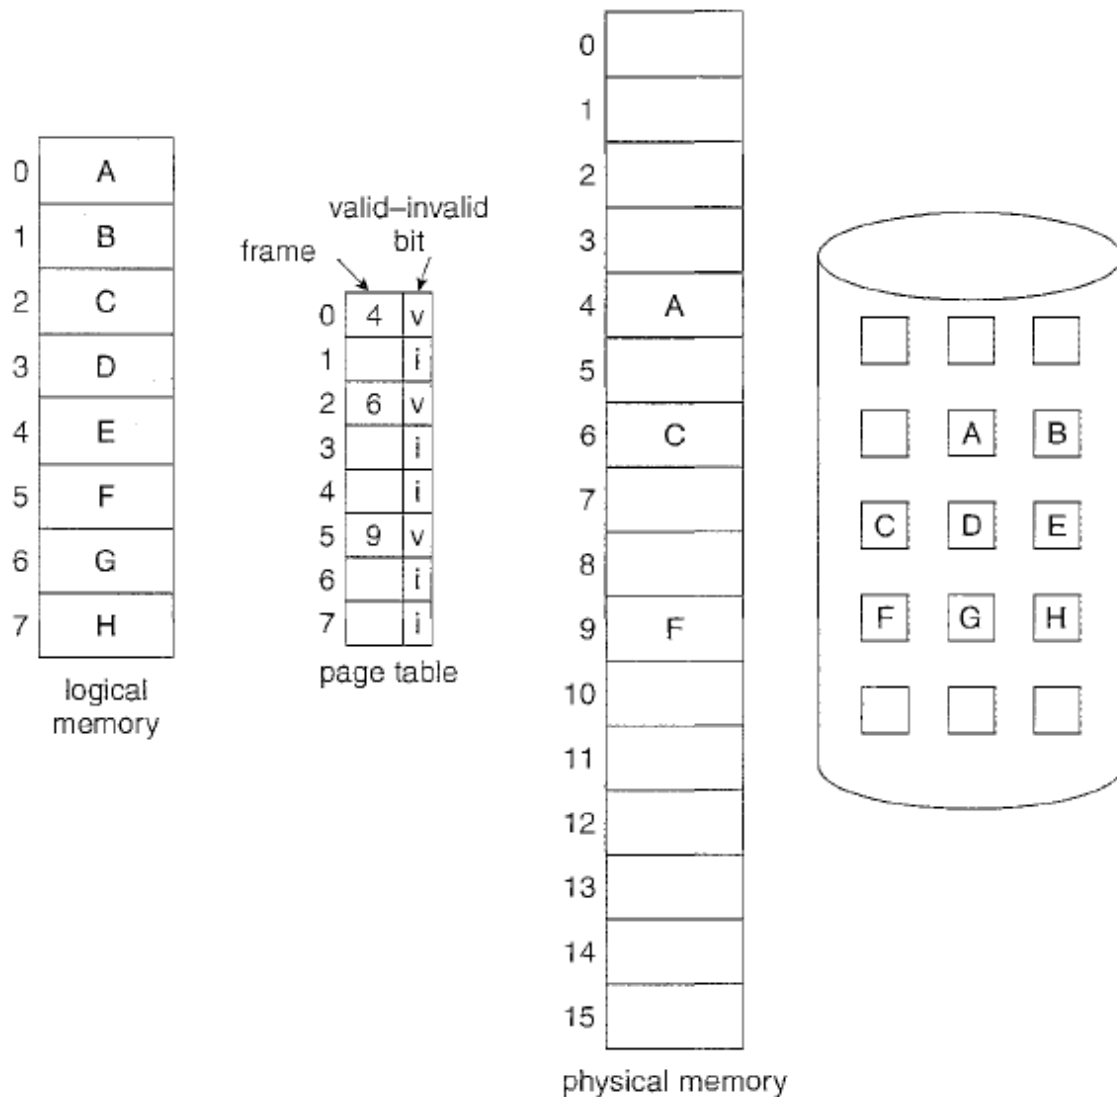 0 A
1 B
2 C
3 D
4 E
5 F
6 G
7 H
logical
memory
valid–invalid
bit
frame
0 4 v
1 i
2 6 v
3 i
4 i
5 9 v
6 i
7 i
page table
0
1
2
3
4 A
5
6 C
7
8
9 F
10
11
12
13
14
15
physical memory
A B
C D E
F G H